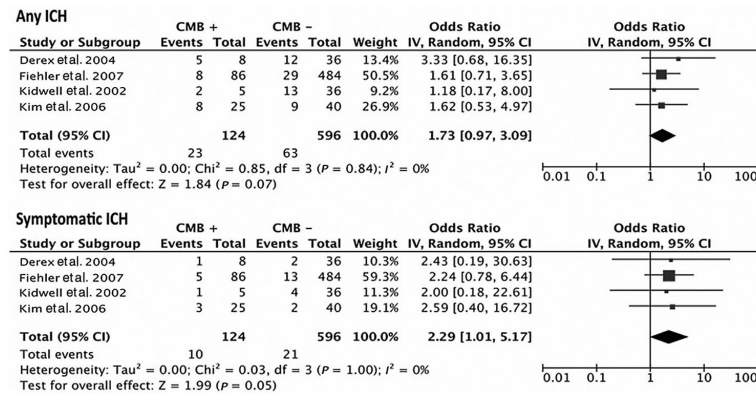 Any ICH
CMB + CMB – Odds Ratio Odds Ratio
Study or Subgroup Events Total Events Total Weight IV, Random, 95% CI IV, Random, 95% CI
Derex et al. 2004 5 8 12 36 13.4% 3.33 [0.68, 16.35]
Fiehler et al. 2007 8 86 29 484 50.5% 1.61 [0.71, 3.65]
Kidwell et al. 2002 2 5 13 36 9.2% 1.18 [0.17, 8.00]
Kim et al. 2006 8 25 9 40 26.9% 1.62 [0.53, 4.97]
Total (95% CI) 124 596 100.0% 1.73 [0.97, 3.09]
Total events 23 63
Heterogeneity: Tau² = 0.00; Chi² = 0.85, df = 3 (P = 0.84); I² = 0%
Test for overall effect: Z = 1.84 (P = 0.07)
0.01 0.1 1 10 100
Symptomatic ICH
CMB + CMB – Odds Ratio Odds Ratio
Study or Subgroup Events Total Events Total Weight IV, Random, 95% CI IV, Random, 95% CI
Derex et al. 2004 1 8 2 36 10.3% 2.43 [0.19, 30.63]
Fiehler et al. 2007 5 86 13 484 59.3% 2.24 [0.78, 6.44]
Kidwell et al. 2002 1 5 4 36 11.3% 2.00 [0.18, 22.61]
Kim et al. 2006 3 25 2 40 19.1% 2.59 [0.40, 16.72]
Total (95% CI) 124 596 100.0% 2.29 [1.01, 5.17]
Total events 10 21
Heterogeneity: Tau² = 0.00; Chi² = 0.03, df = 3 (P = 1.00); I² = 0%
Test for overall effect: Z = 1.99 (P = 0.05)
0.01 0.1 1 10 100